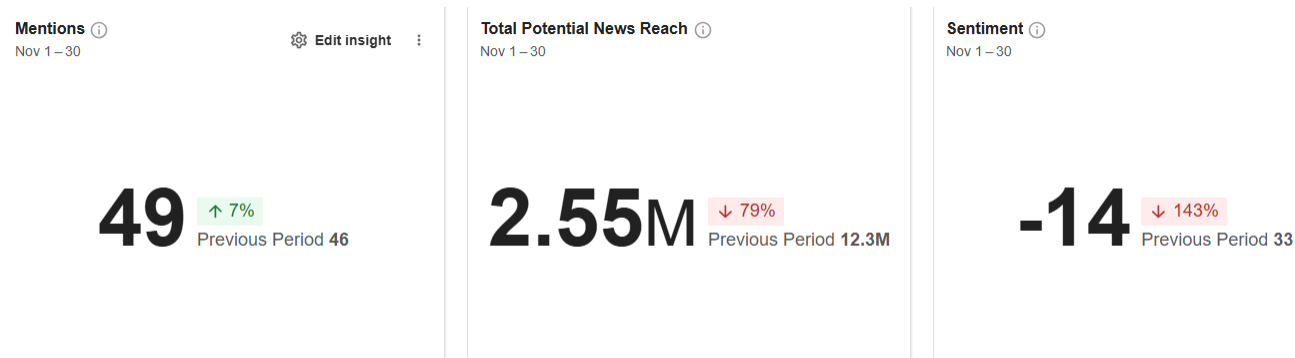 Mentions
Nov 1 – 30
Edit insight
49
7%
Previous Period 46
Total Potential News Reach
Nov 1 – 30
2.55M
79%
Previous Period 12.3M
Sentiment
Nov 1 – 30
-14
143%
Previous Period 33